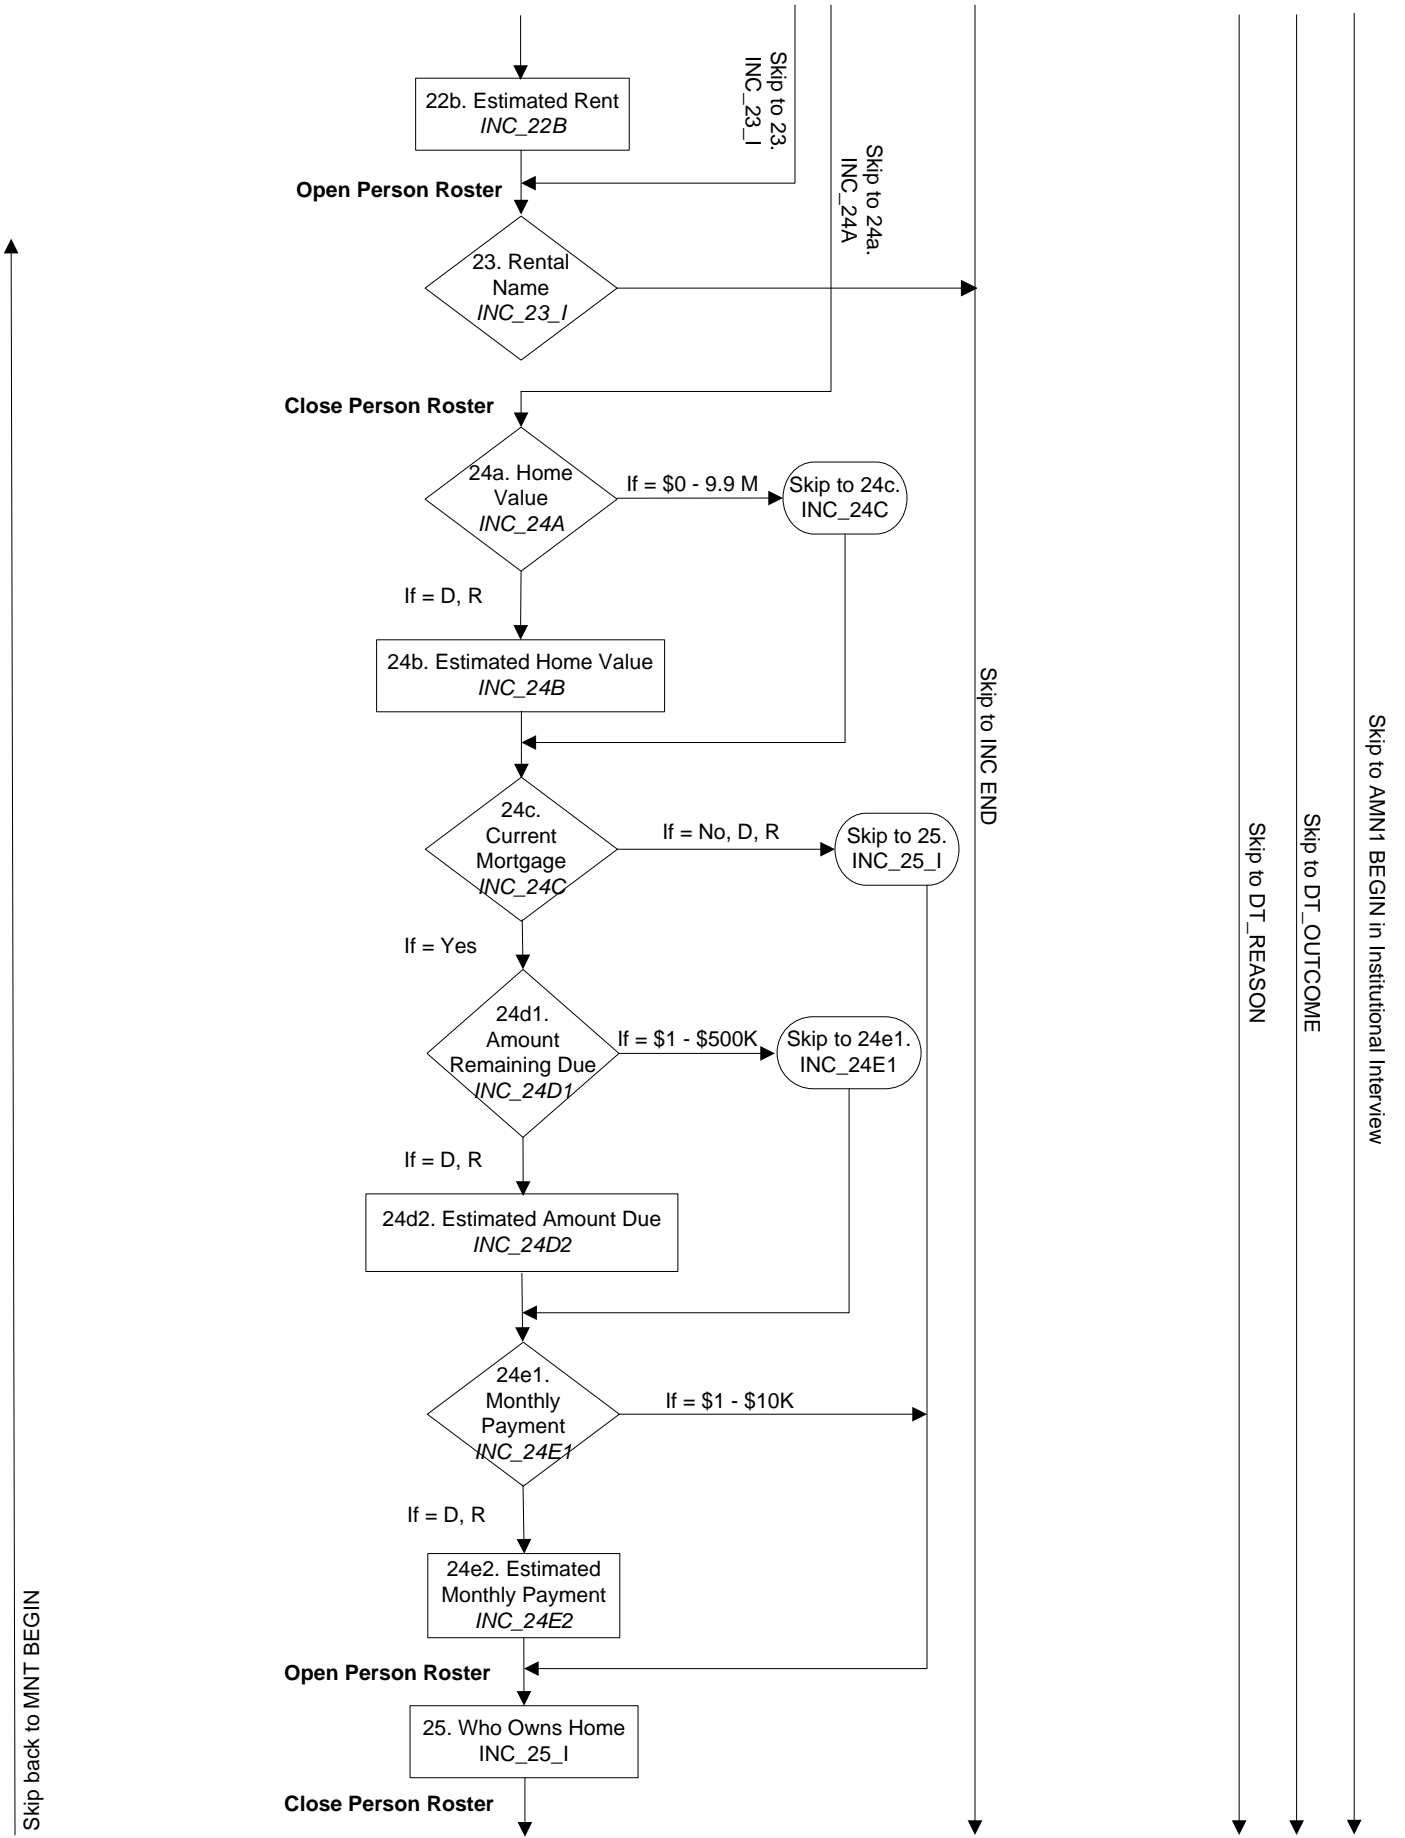 Skip to 23.
INC_23_I
22b. Estimated Rent
INC_22B
Skip to 24a.
INC_24A
Open Person Roster
23. Rental
Name
INC_23_I
Close Person Roster
24a. Home
Value
INC_24A
If = $0 - 9.9 M
Skip to 24c.
INC_24C
If = D, R
24b. Estimated Home Value
INC_24B
Skip to INC END
24c.
Current
Mortgage
INC_24C
If = No, D, R
Skip to 25.
INC_25_I
If = Yes
24d1.
Amount
Remaining Due
INC_24D1
If = $1 - $500K
Skip to 24e1.
INC_24E1
If = D, R
24d2. Estimated Amount Due
INC_24D2
24e1.
Monthly
Payment
INC_24E1
If = $1 - $10K
If = D, R
24e2. Estimated
Monthly Payment
INC_24E2
Open Person Roster
25. Who Owns Home
INC_25_I
Close Person Roster
Skip back to MNT BEGIN
Skip to DT_REASON
Skip to DT_OUTCOME
Skip to AMN1 BEGIN in Institutional Interview